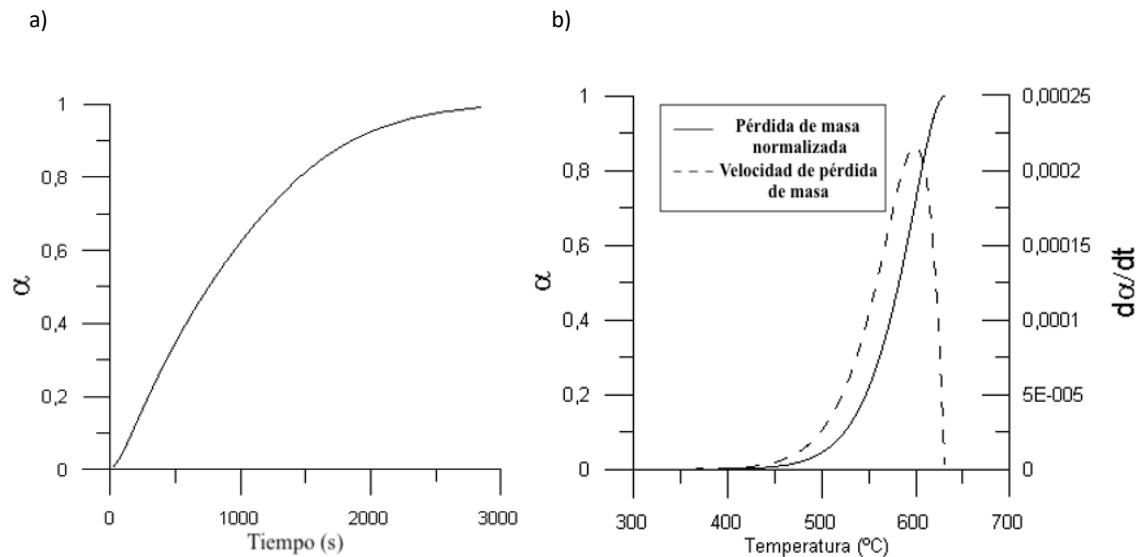 a)
b)
1
0,8
0,6
0,4
0,2
0
α
0
1000
2000
3000
Tiempo (s)
1
0,8
0,6
0,4
0,2
0
α
Pérdida de masa
normalizada
Velocidad de pérdida
de masa
0,00025
0,0002
0,00015
0,0001
5E-005
0
dα/dt
300
400
500
600
700
Temperatura (ºC)